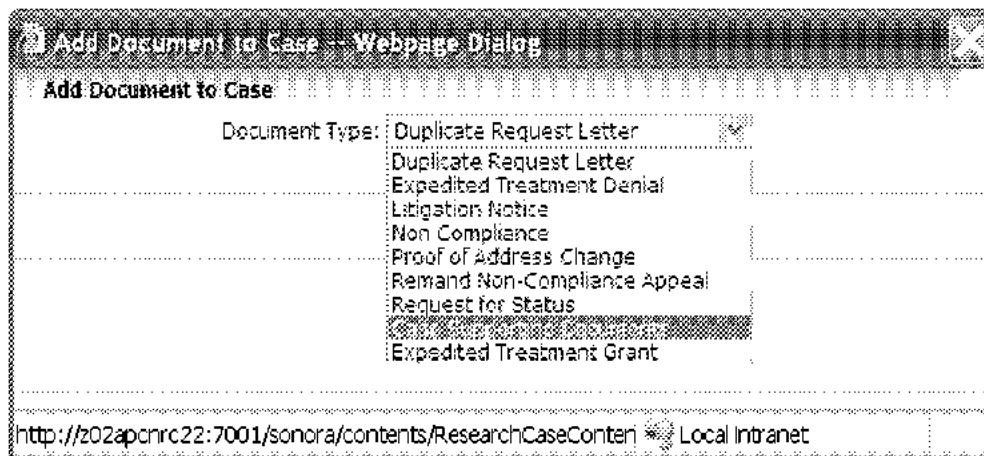 Add Document to Case -- Webpage Dialog
Add Document to Case
Document Type: Duplicate Request Letter
Duplicate Request Letter
Expedited Treatment Denial
Litigation Notice
Non Compliance
Proof of Address Change
Remand Non-Compliance Appeal
Request for Status
Case
Expedited Treatment Grant
http://z02apcnrc22:7001/sonora/contents/ResearchCaseConten Local intranet